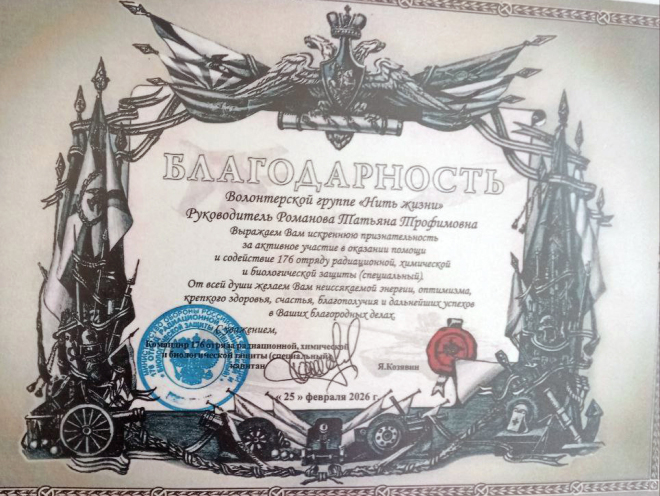 БЛАГОДАРНОСТЬ
Волонтерской группе «Нить жизни»
Руководитель Романова Татьяна Трофимовна
Выражаем Вам искреннюю признательность
за активное участие в оказании помощи
и содействие 176 отряду радиационной, химической
и биологической защиты (специальный).
От всей души желаем Вам неиссякаемой энергии, оптимизма,
крепкого здоровья, счастья, благополучия и дальнейших успехов
в Ваших благородных делах.
С уважением,
Командир 176 отряда радиационной, химической
и биологической защиты (специальный)
капитан Я.Козовин
« 25 » февраля 2026 г.